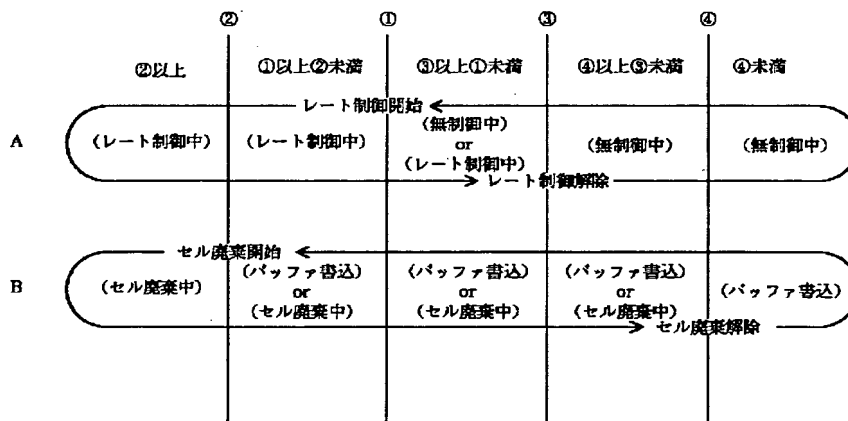 ② ① ③ ④
②以上 ①以上②未満 ③以上①未満 ④以上③未満 ④未満
レート制御開始
A (レート制御中) (レート制御中) (無制御中) or (レート制御中) (無制御中) (無制御中)
レート制御解除
セル廃棄開始
B (セル廃棄中) (バッファ書込) or (セル廃棄中) (バッファ書込) or (セル廃棄中) (バッファ書込) or (セル廃棄中) (バッファ書込)
セル廃棄解除